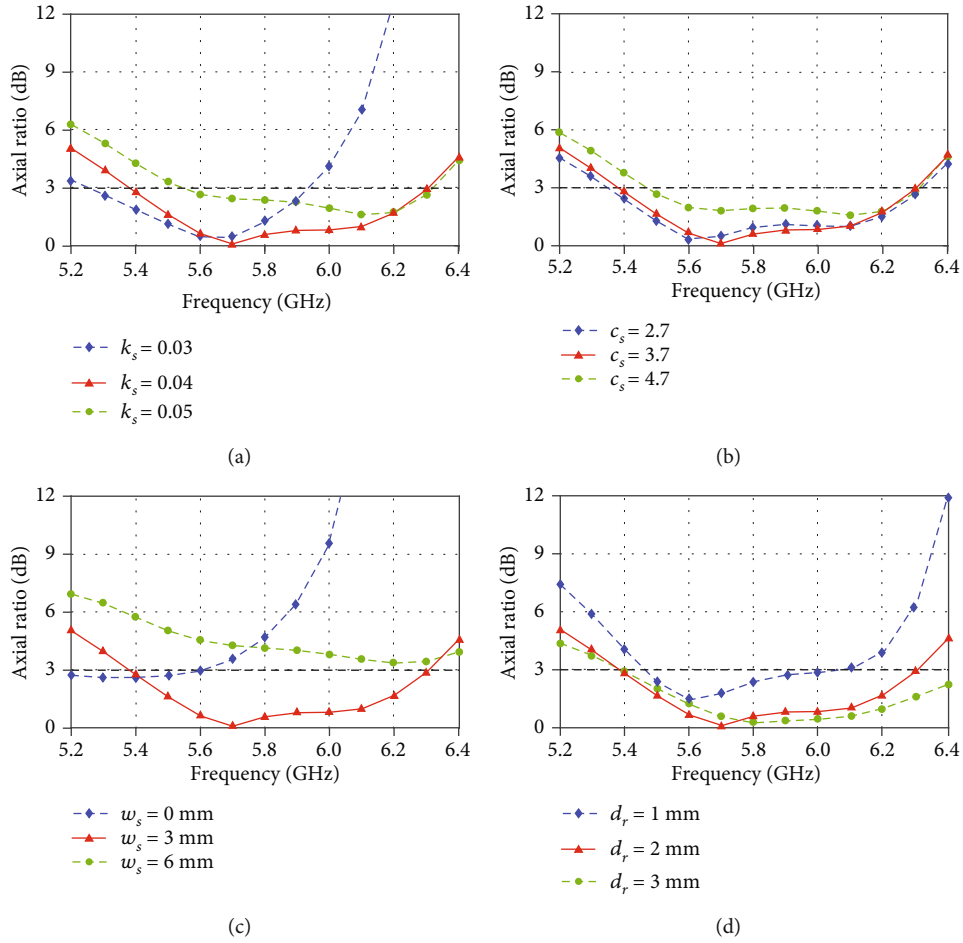 12
9
6
3
0
Axial ratio (dB)
5.2 5.4 5.6 5.8 6.0 6.2 6.4
Frequency (GHz)
k_s = 0.03
k_s = 0.04
k_s = 0.05
(a)
12
9
6
3
0
Axial ratio (dB)
5.2 5.4 5.6 5.8 6.0 6.2 6.4
Frequency (GHz)
c_s = 2.7
c_s = 3.7
c_s = 4.7
(b)
12
9
6
3
0
Axial ratio (dB)
5.2 5.4 5.6 5.8 6.0 6.2 6.4
Frequency (GHz)
w_s = 0 mm
w_s = 3 mm
w_s = 6 mm
(c)
12
9
6
3
0
Axial ratio (dB)
5.2 5.4 5.6 5.8 6.0 6.2 6.4
Frequency (GHz)
d_r = 1 mm
d_r = 2 mm
d_r = 3 mm
(d)